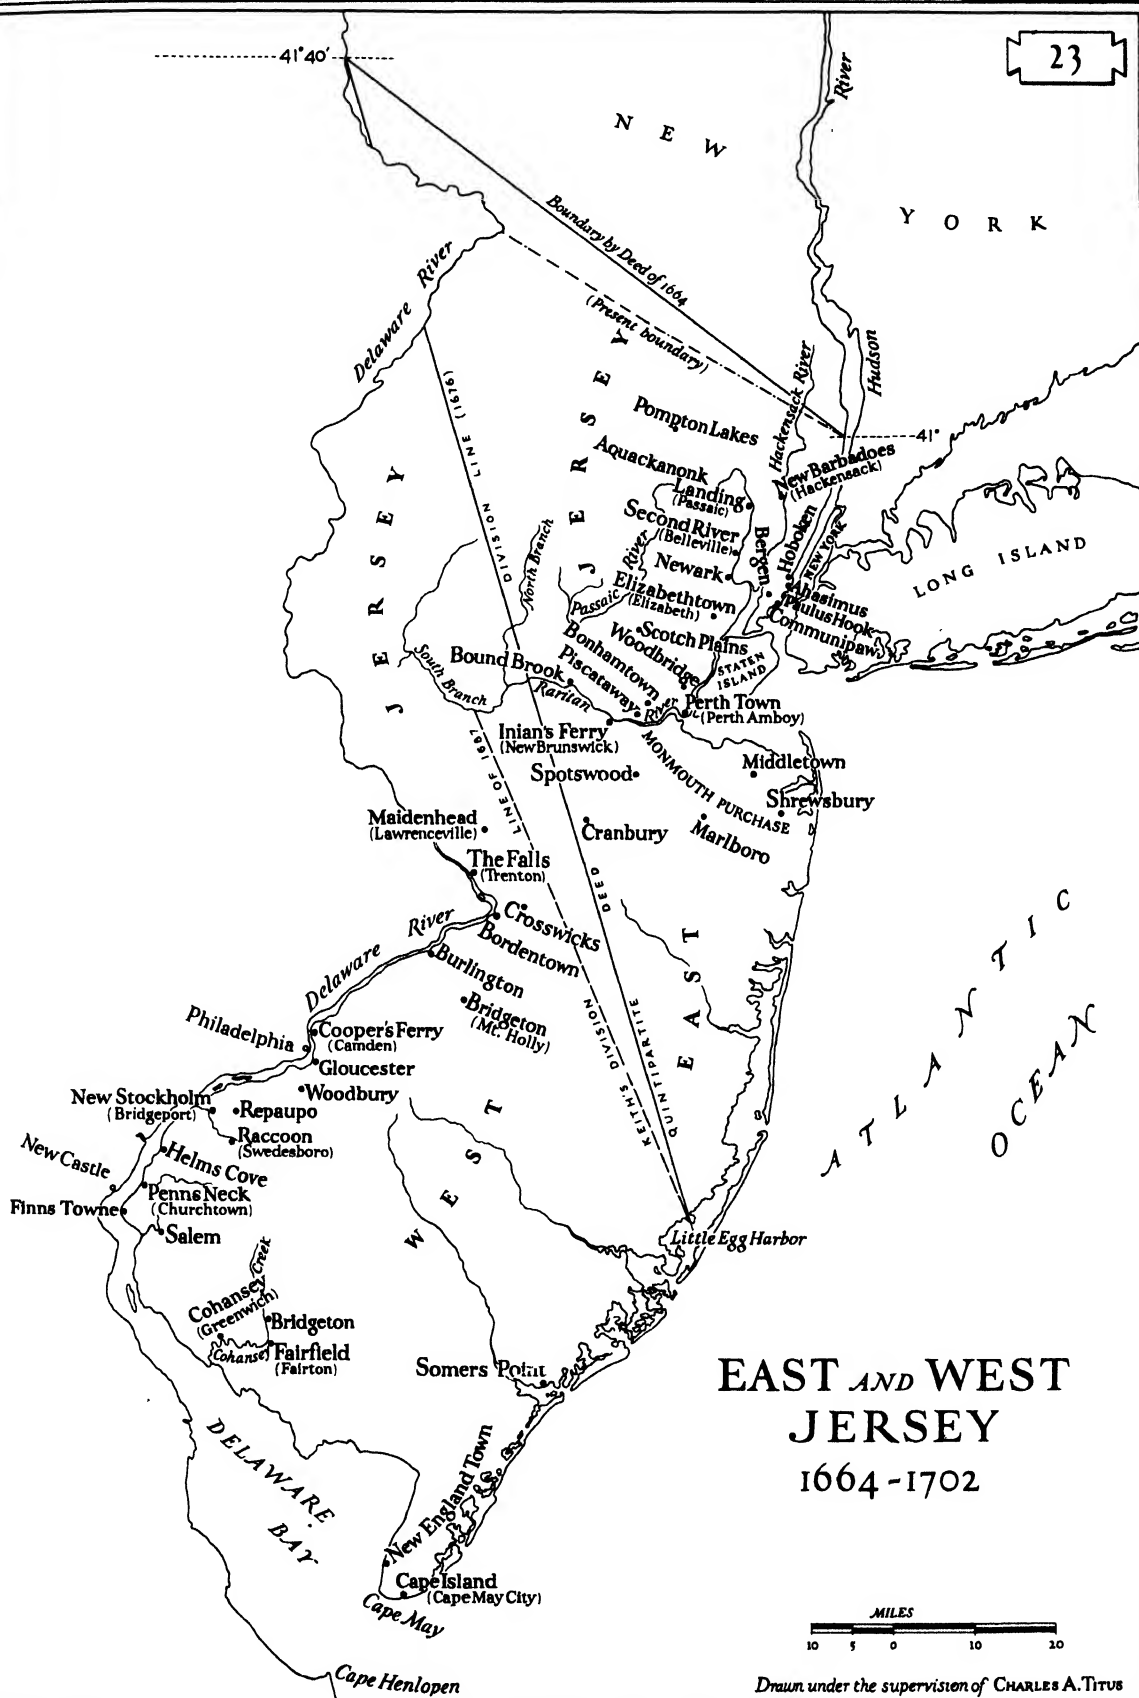 23
41°40'
NEW
YORK
River
Hudson
Boundary by Deed of 1664
(Present boundary)
Delaware River
41°
Hackensack River
Pompton Lakes
New Barbadoes
(Hackensack)
Aquackanonk
Landing
(Passaic)
Second River
(Belleville)
Newark
Elizabethtown
(Elizabeth)
Bergen
Hoboken
NEW YORK
Ahasimus
Paulus Hook
Communipaw
LONG ISLAND
JERSEY
JERSEY
DIVISION LINE (1676)
North Branch
Passaic River
Scotch Plains
Woodbridge
Bonhamtown
Piscataway
STATEN
ISLAND
Bound Brook
South Branch
Raritan River
Perth Town
(Perth Amboy)
Inian's Ferry
(New Brunswick)
Spotswood
MONMOUTH PURCHASE
Middletown
Shrewsbury
LINE OF 1687
Maidenhead
(Lawrenceville)
Cranbury
Marlboro
The Falls
(Trenton)
DEED
Crosswicks
Bordentown
Delaware River
Burlington
Bridgeton
(Mt. Holly)
EAST
ATLANTIC
OCEAN
KEITH'S DIVISION
QUINTIPARTITE
Philadelphia
Cooper's Ferry
(Camden)
Gloucester
Woodbury
New Stockholm
(Bridgeport)
Repaupo
Raccoon
(Swedesboro)
WEST
New Castle
Helms Cove
Penns Neck
(Churchtown)
Finns Towne
Salem
Little Egg Harbor
Cohansey
(Greenwich)
Creek
Bridgeton
Cohansey
Fairfield
(Fairton)
Somers Point
EAST AND WEST
JERSEY
1664-1702
DELAWARE
BAY
New England Town
Cape Island
(Cape May City)
Cape May
Cape Henlopen
MILES
10 5 0 10 20
Drawn under the supervision of CHARLES A. TITUS